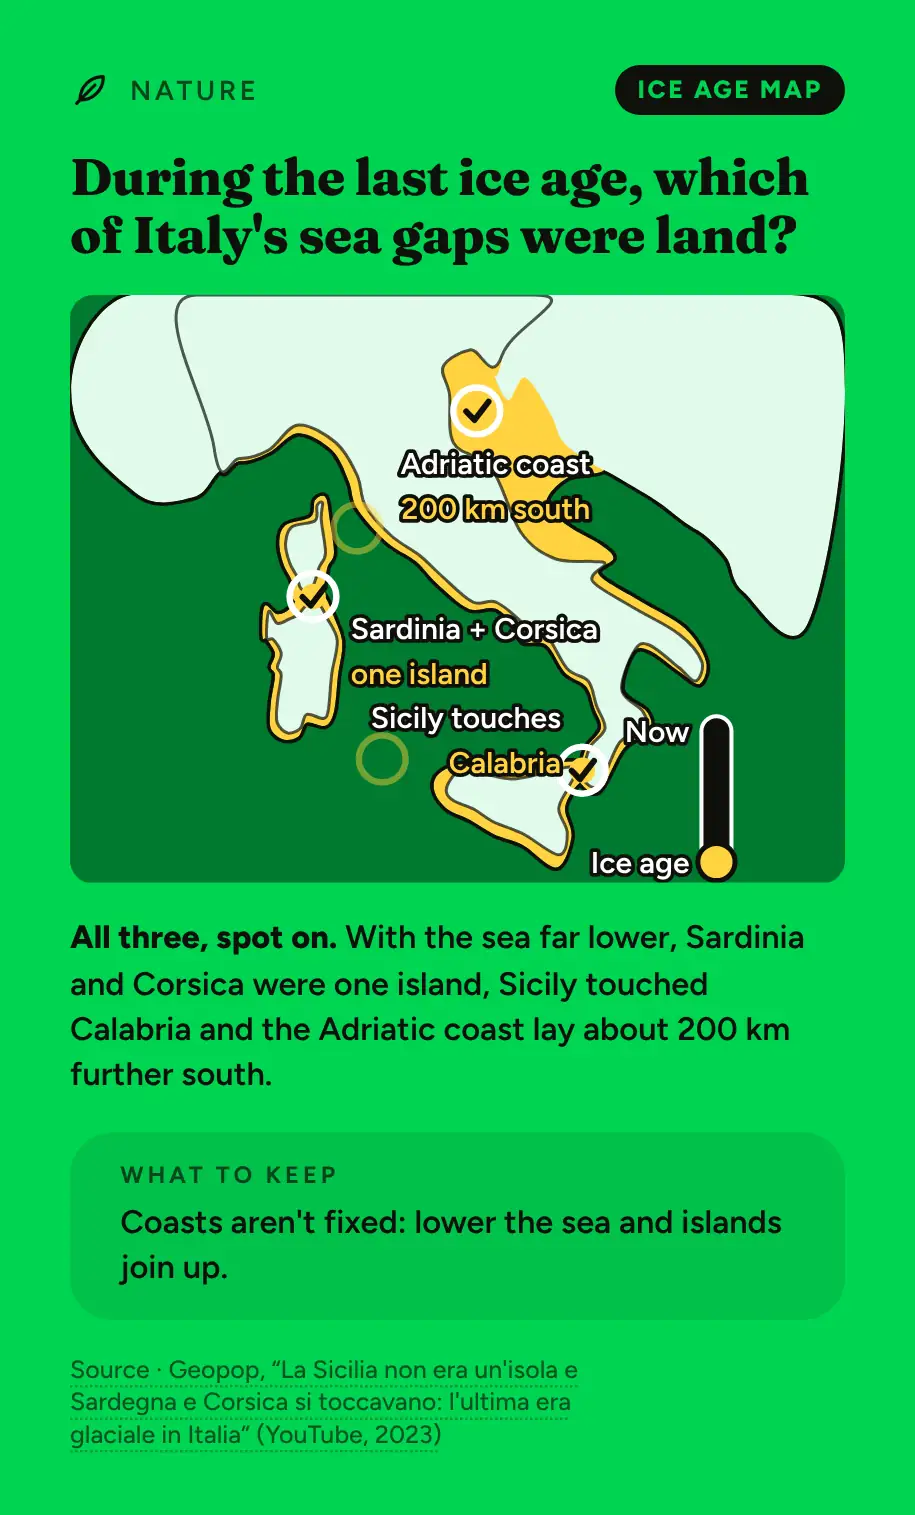 NATURE
ICE AGE MAP
During the last ice age, which
of Italy's sea gaps were land?
Adriatic coast
200 km south
Sardinia + Corsica
one island
Sicily touches
Calabria
Now
Ice age
All three, spot on. With the sea far lower, Sardinia
and Corsica were one island, Sicily touched
Calabria and the Adriatic coast lay about 200 km
further south.
WHAT TO KEEP
Coasts aren't fixed: lower the sea and islands
join up.
Source · Geopop, “La Sicilia non era un'isola e
Sardegna e Corsica si toccavano: l'ultima era
glaciale in Italia” (YouTube, 2023)